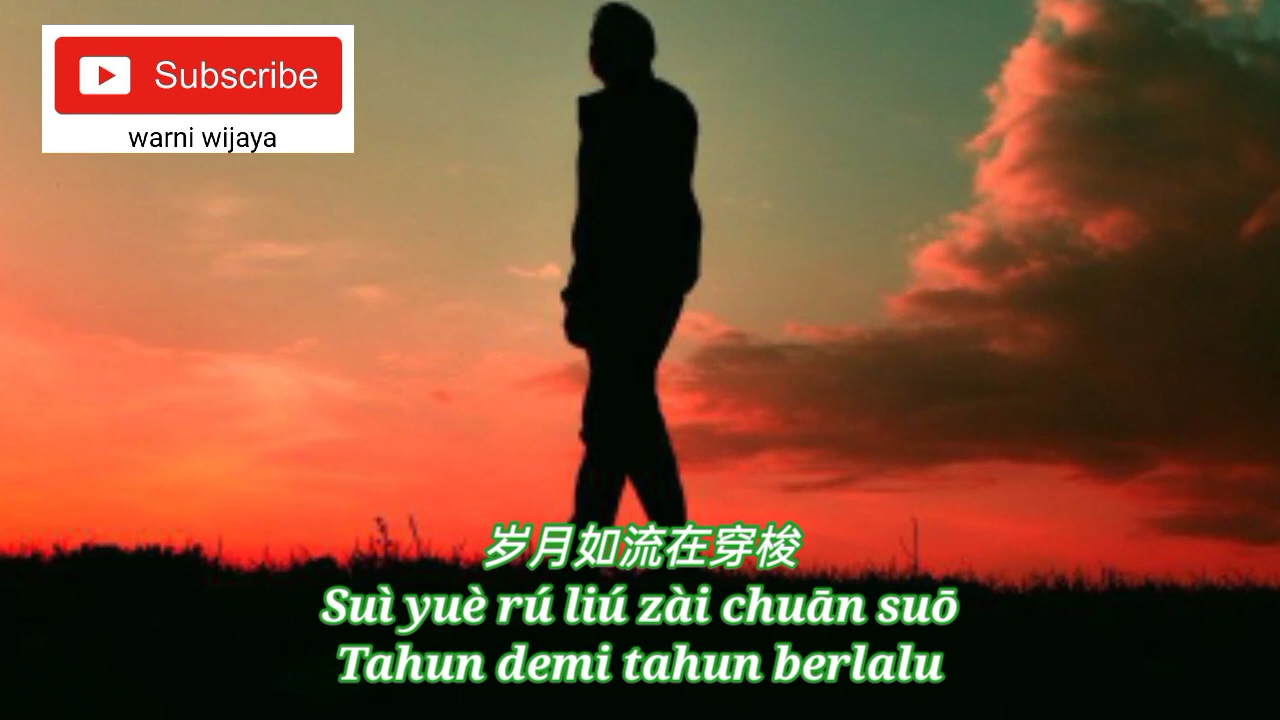 Subscribe
warni wijaya
岁月如流在穿梭
Suì yuè rú liú zài chuān suō
Tahun demi tahun berlalu